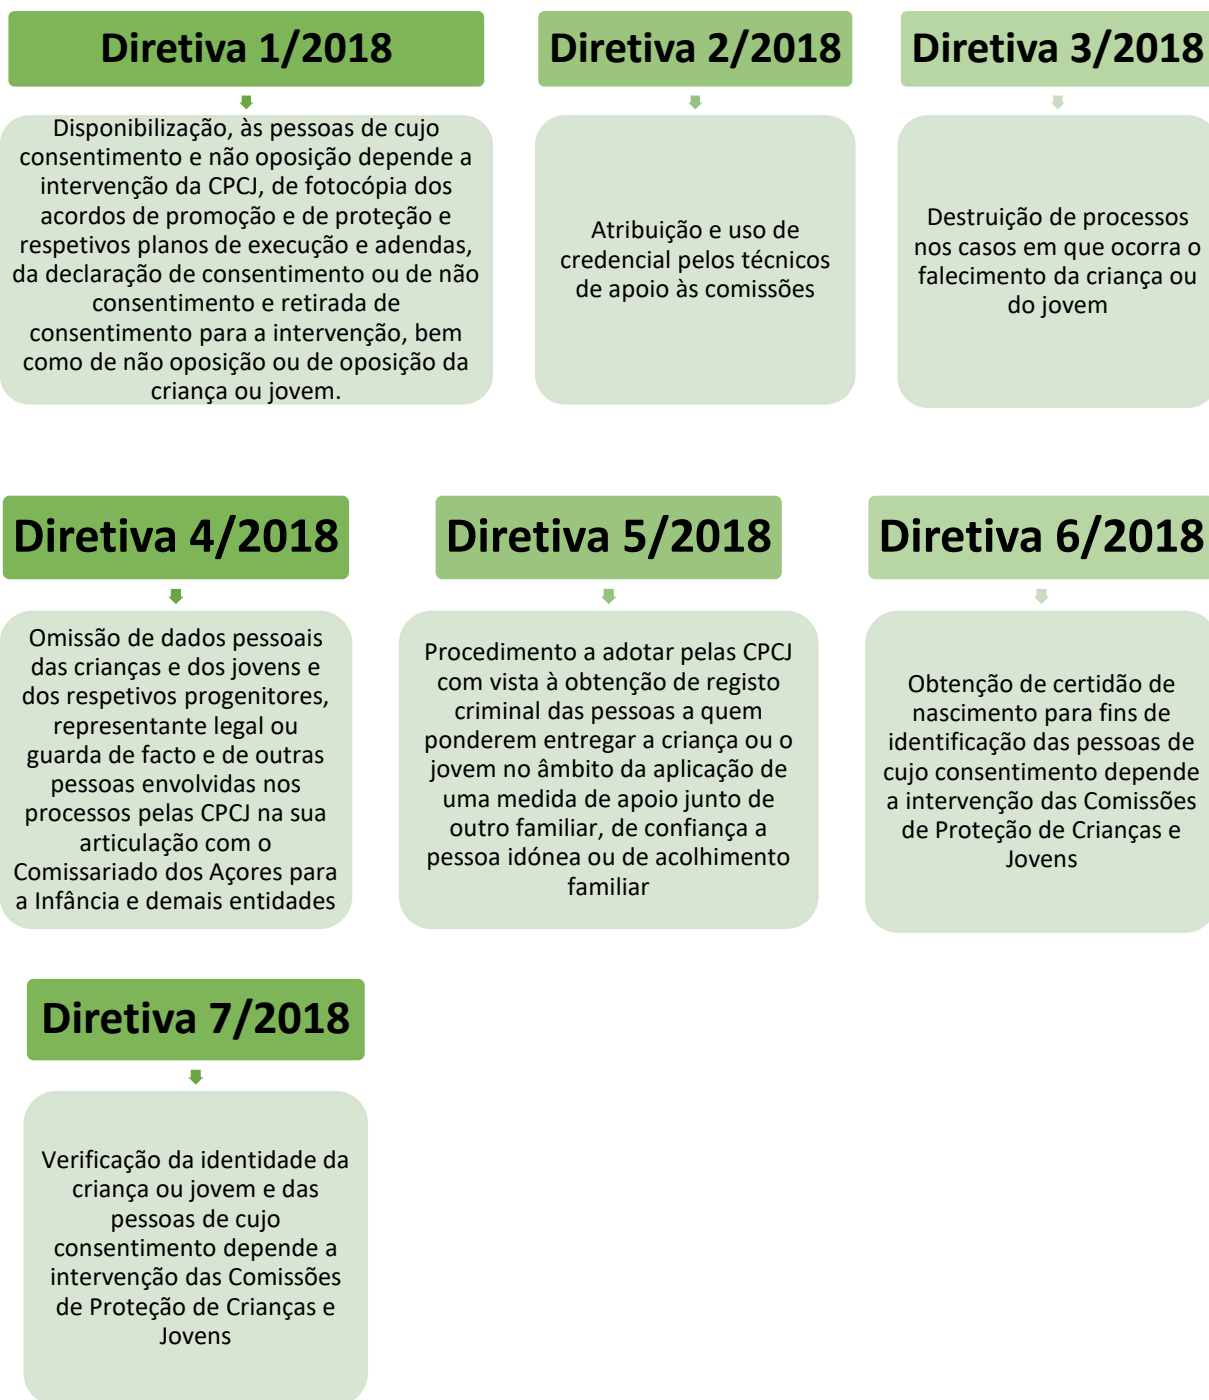 Diretiva 1/2018
Disponibilização, às pessoas de cujo
consentimento e não oposição depende a
intervenção da CPCJ, de fotocópia dos
acordos de promoção e de proteção e
respetivos planos de execução e adendas,
da declaração de consentimento ou de não
consentimento e retirada de
consentimento para a intervenção, bem
como de não oposição ou de oposição da
criança ou jovem.
Diretiva 2/2018
Atribuição e uso de
credencial pelos técnicos
de apoio às comissões
Diretiva 3/2018
Destruição de processos
nos casos em que ocorra o
falecimento da criança ou
do jovem
Diretiva 4/2018
Omissão de dados pessoais
das crianças e dos jovens e
dos respetivos progenitores,
representante legal ou
guarda de facto e de outras
pessoas envolvidas nos
processos pelas CPCJ na sua
articulação com o
Comissariado dos Açores para
a Infância e demais entidades
Diretiva 5/2018
Procedimento a adotar pelas CPCJ
com vista à obtenção de registo
criminal das pessoas a quem
ponderem entregar a criança ou o
jovem no âmbito da aplicação de
uma medida de apoio junto de
outro familiar, de confiança a
pessoa idónea ou de acolhimento
familiar
Diretiva 6/2018
Obtenção de certidão de
nascimento para fins de
identificação das pessoas de
cujo consentimento depende
a intervenção das Comissões
de Proteção de Crianças e
Jovens
Diretiva 7/2018
Verificação da identidade da
criança ou jovem e das
pessoas de cujo
consentimento depende a
intervenção das Comissões
de Proteção de Crianças e
Jovens